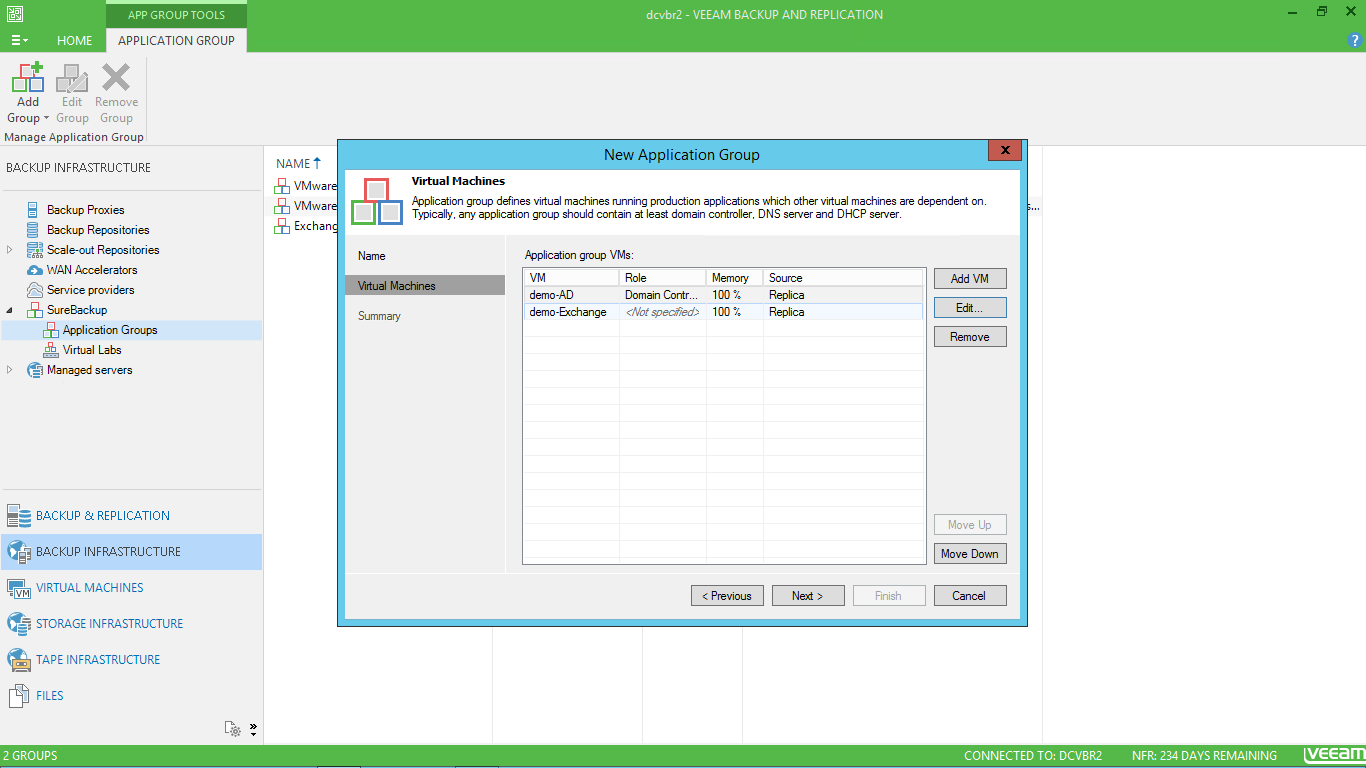 APP GROUP TOOLS
dcvbr2 - VEEAM BACKUP AND REPLICATION
HOME
APPLICATION GROUP
?
Add Group
Edit Group
Remove Group
Manage Application Group
BACKUP INFRASTRUCTURE
Backup Proxies
Backup Repositories
Scale-out Repositories
WAN Accelerators
Service providers
SureBackup
Application Groups
Virtual Labs
Managed servers
BACKUP & REPLICATION
BACKUP INFRASTRUCTURE
VM
VIRTUAL MACHINES
STORAGE INFRASTRUCTURE
TAPE INFRASTRUCTURE
FILES
NAME
VMware
VMware
s...
Exchang
New Application Group
x
Virtual Machines
Application group defines virtual machines running production applications which other virtual machines are dependent on.
Typically, any application group should contain at least domain controller, DNS server and DHCP server.
Name
Virtual Machines
Summary
Application group VMs:
VM Role Memory Source
demo-AD Domain Contr... 100 % Replica
demo-Exchange <Not specified> 100 % Replica
Add VM
Edit...
Remove
Move Up
Move Down
< Previous
Next >
Finish
Cancel
2 GROUPS
CONNECTED TO: DCVBR2
NFR: 234 DAYS REMAINING
veeam